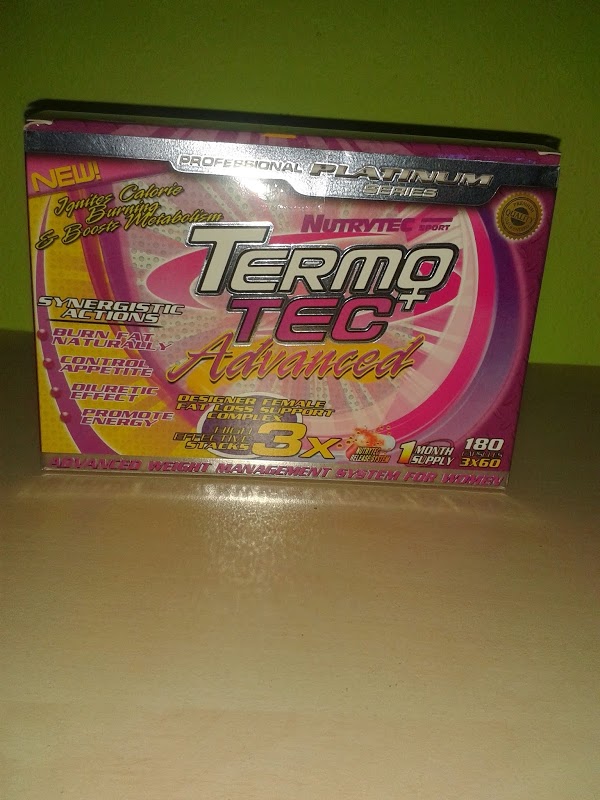 PROFESSIONAL PLATINUM
SERIES
NEW!
Ignites Calorie
Burning
& Boosts Metabolism
NUTRYTEC SPORT
TERMO
TEC
Advanced
SYNERGISTIC
ACTIONS
BURN FAT
NATURALLY
CONTROL
APPETITE
DIURETIC
EFFECT
PROMOTE
ENERGY
DESIGNER FEMALE
FAT LOSS SUPPORT
COMPLEX
HIGH
EFFECTIVE
STACKS
3X
1 MONTH
SUPPLY
180
CAPSULES
3X60
ADVANCED WEIGHT MANAGEMENT SYSTEM FOR WOMEN